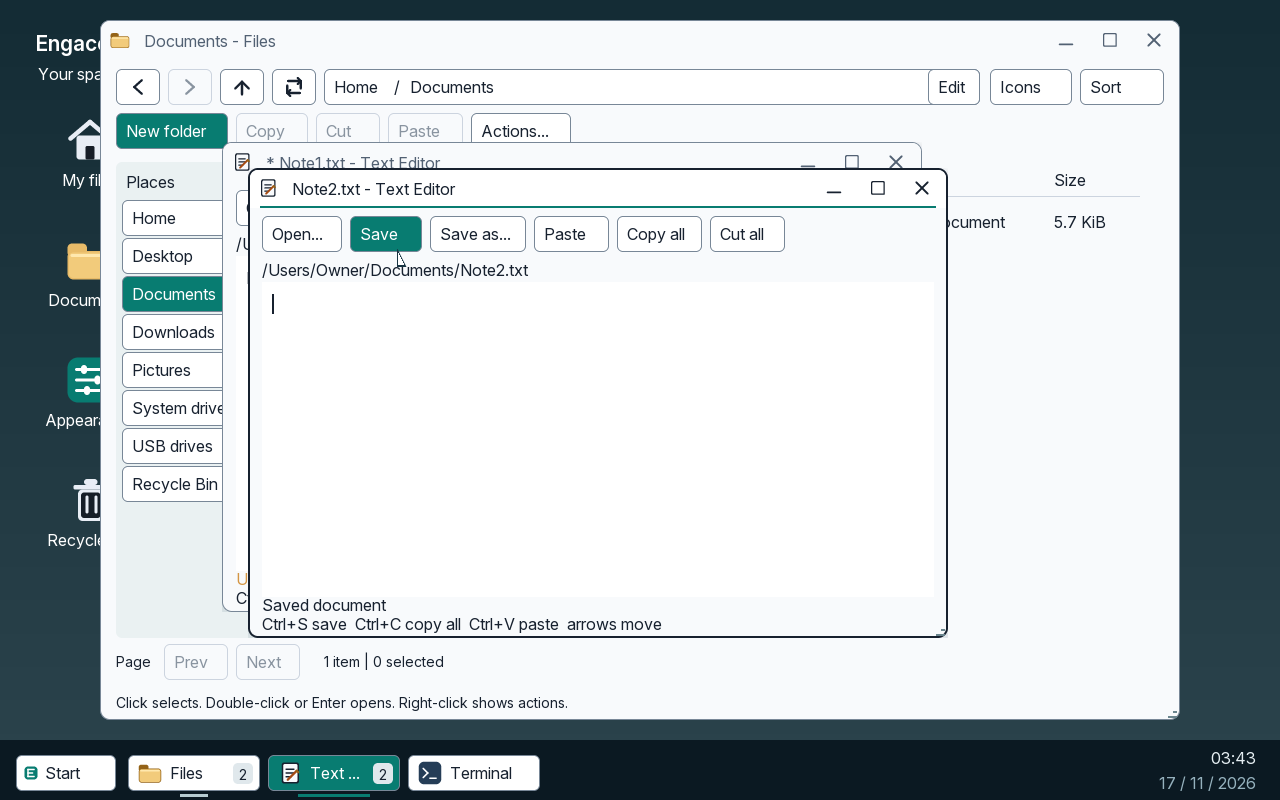 Documents - Files
Home / Documents
Edit
Icons
Sort
New folder
Copy
Cut
Paste
Actions...
Places
Home
Desktop
Documents
Downloads
Pictures
System drive
USB drives
Recycle Bin
Size
5.7 KiB
* Note1.txt - Text Editor
Note2.txt - Text Editor
Open...
Save
Save as...
Paste
Copy all
Cut all
/Users/Owner/Documents/Note2.txt
Saved document
Ctrl+S save Ctrl+C copy all Ctrl+V paste arrows move
Page
Prev
Next
1 item | 0 selected
Click selects. Double-click or Enter opens. Right-click shows actions.
Your
My
Start
Files 2
Text ... 2
Terminal
03:43
17 / 11 / 2026